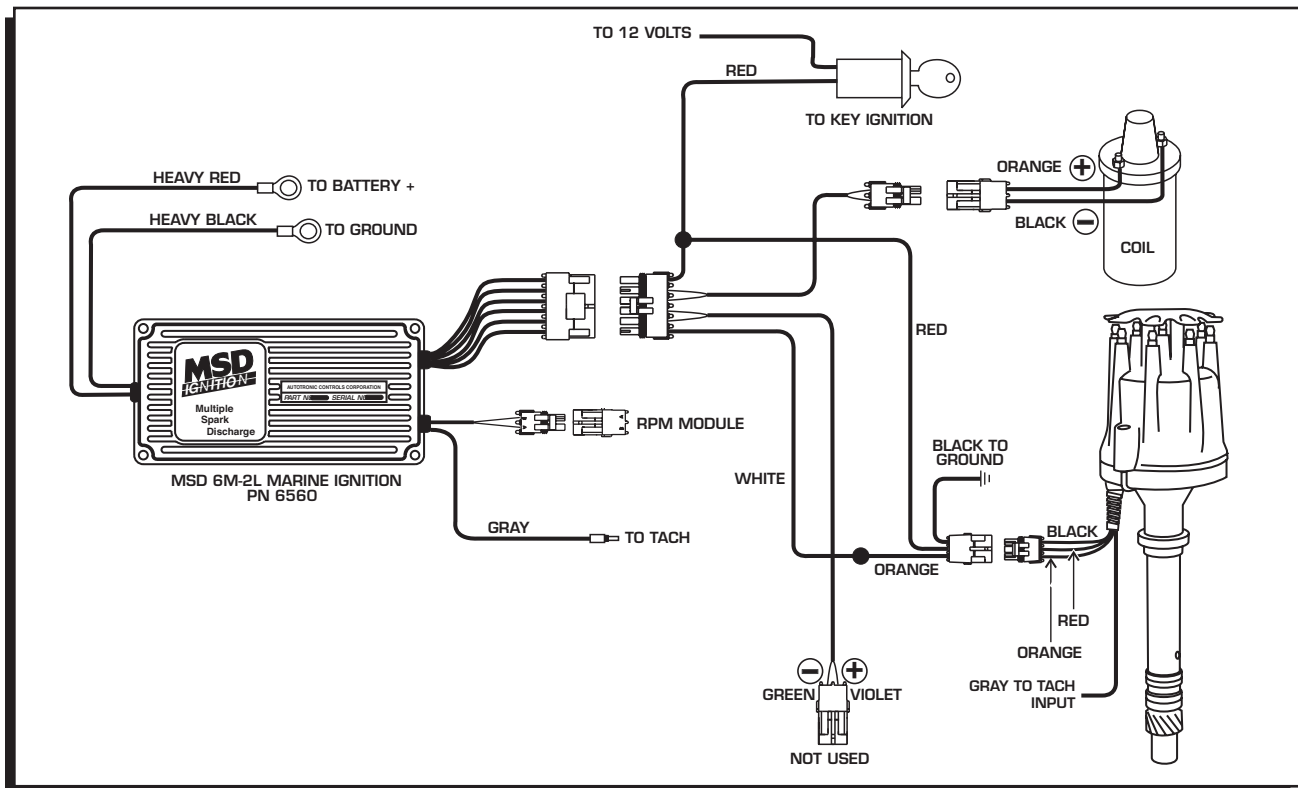 TO 12 VOLTS
RED
TO KEY IGNITION
HEAVY RED
TO BATTERY +
HEAVY BLACK
TO GROUND
ORANGE +
BLACK −
COIL
RED
MSD
IGNITION
Multiple
Spark
Discharge
AUTOTRONIC CONTROLS CORPORATION
PART N
SERIAL N
RPM MODULE
MSD 6M-2L MARINE IGNITION
PN 6560
WHITE
BLACK TO
GROUND
GRAY
TO TACH
BLACK
ORANGE
RED
ORANGE
− +
GREEN VIOLET
GRAY TO TACH
INPUT
NOT USED